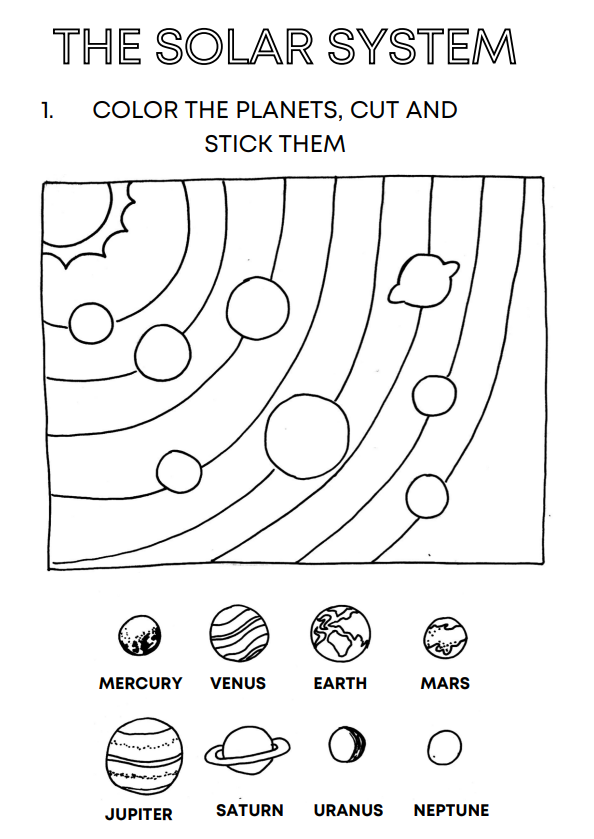 THE SOLAR SYSTEM
1. COLOR THE PLANETS, CUT AND
STICK THEM
MERCURY VENUS EARTH MARS
JUPITER SATURN URANUS NEPTUNE